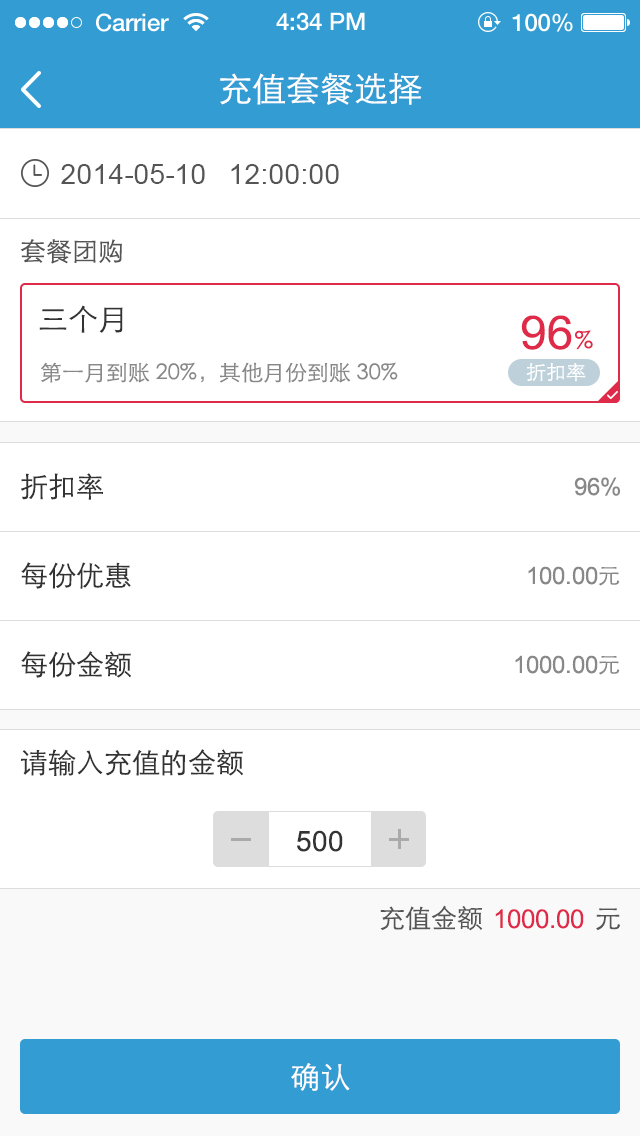 Carrier 4:34 PM 100%
充值套餐选择
2014-05-10 12:00:00
套餐团购
三个月
96%
第一月到账 20%，其他月份到账 30%
折扣率
折扣率 96%
每份优惠 100.00元
每份金额 1000.00元
请输入充值的金额
− 500 +
充值金额 1000.00 元
确认